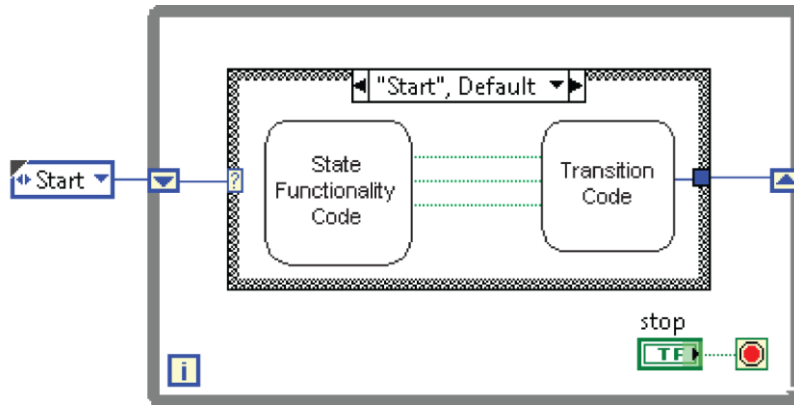 "Start", Default
Start
?
State
Functionality
Code
Transition
Code
stop
TF
i